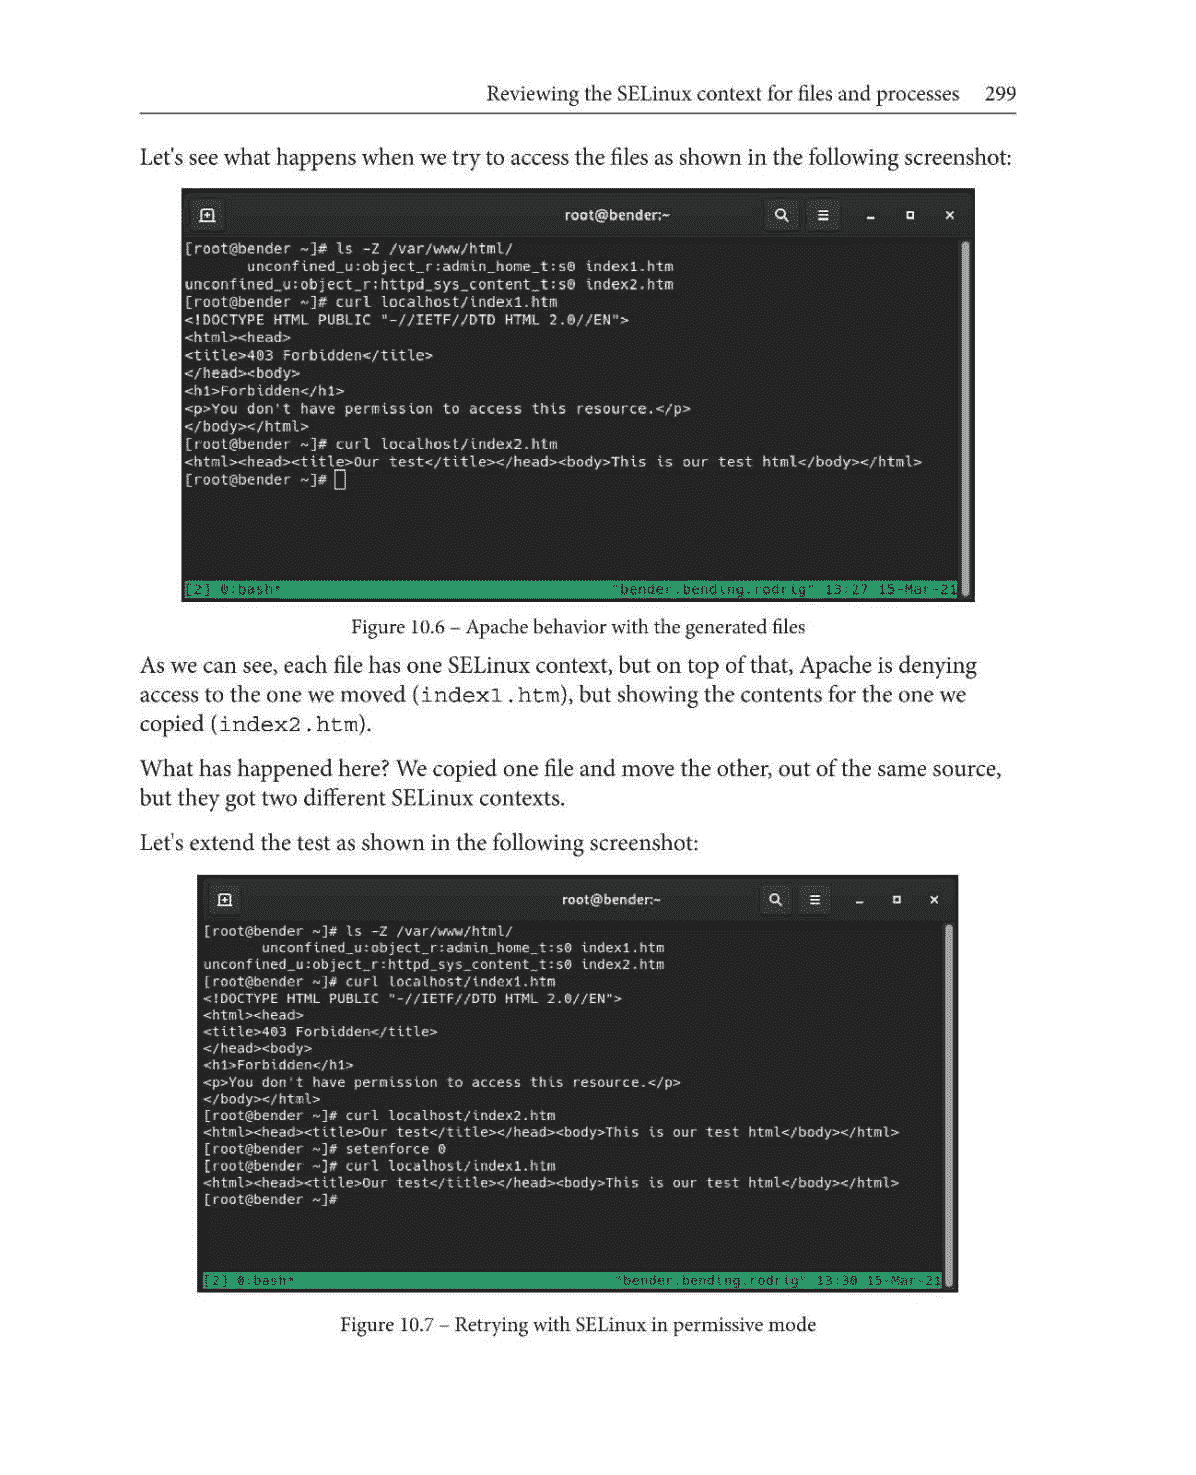 Reviewing the SELinux context for files and processes 299
Let's see what happens when we try to access the files as shown in the following screenshot:
root@bender:~
[root@bender ~]# ls -Z /var/www/html/
unconfined_u:object_r:admin_home_t:s0 index1.htm
unconfined_u:object_r:httpd_sys_content_t:s0 index2.htm
[root@bender ~]# curl localhost/index1.htm
<!DOCTYPE HTML PUBLIC "-//IETF//DTD HTML 2.0//EN">
<html><head>
<title>403 Forbidden</title>
</head><body>
<h1>Forbidden</h1>
<p>You don't have permission to access this resource.</p>
</body></html>
[root@bender ~]# curl localhost/index2.htm
<html><head><title>Our test</title></head><body>This is our test html</body></html>
[root@bender ~]#
[2] 0:bash* "bender.bending.rodrig" 13:27 15-Mar-21
Figure 10.6 – Apache behavior with the generated files
As we can see, each file has one SELinux context, but on top of that, Apache is denying
access to the one we moved (index1.htm), but showing the contents for the one we
copied (index2.htm).
What has happened here? We copied one file and move the other, out of the same source,
but they got two different SELinux contexts.
Let's extend the test as shown in the following screenshot:
root@bender:~
[root@bender ~]# ls -Z /var/www/html/
unconfined_u:object_r:admin_home_t:s0 index1.htm
unconfined_u:object_r:httpd_sys_content_t:s0 index2.htm
[root@bender ~]# curl localhost/index1.htm
<!DOCTYPE HTML PUBLIC "-//IETF//DTD HTML 2.0//EN">
<html><head>
<title>403 Forbidden</title>
</head><body>
<h1>Forbidden</h1>
<p>You don't have permission to access this resource.</p>
</body></html>
[root@bender ~]# curl localhost/index2.htm
<html><head><title>Our test</title></head><body>This is our test html</body></html>
[root@bender ~]# setenforce 0
[root@bender ~]# curl localhost/index1.htm
<html><head><title>Our test</title></head><body>This is our test html</body></html>
[root@bender ~]#
[2] 0:bash* "bender.bending.rodrig" 13:30 15-Mar-21
Figure 10.7 – Retrying with SELinux in permissive mode